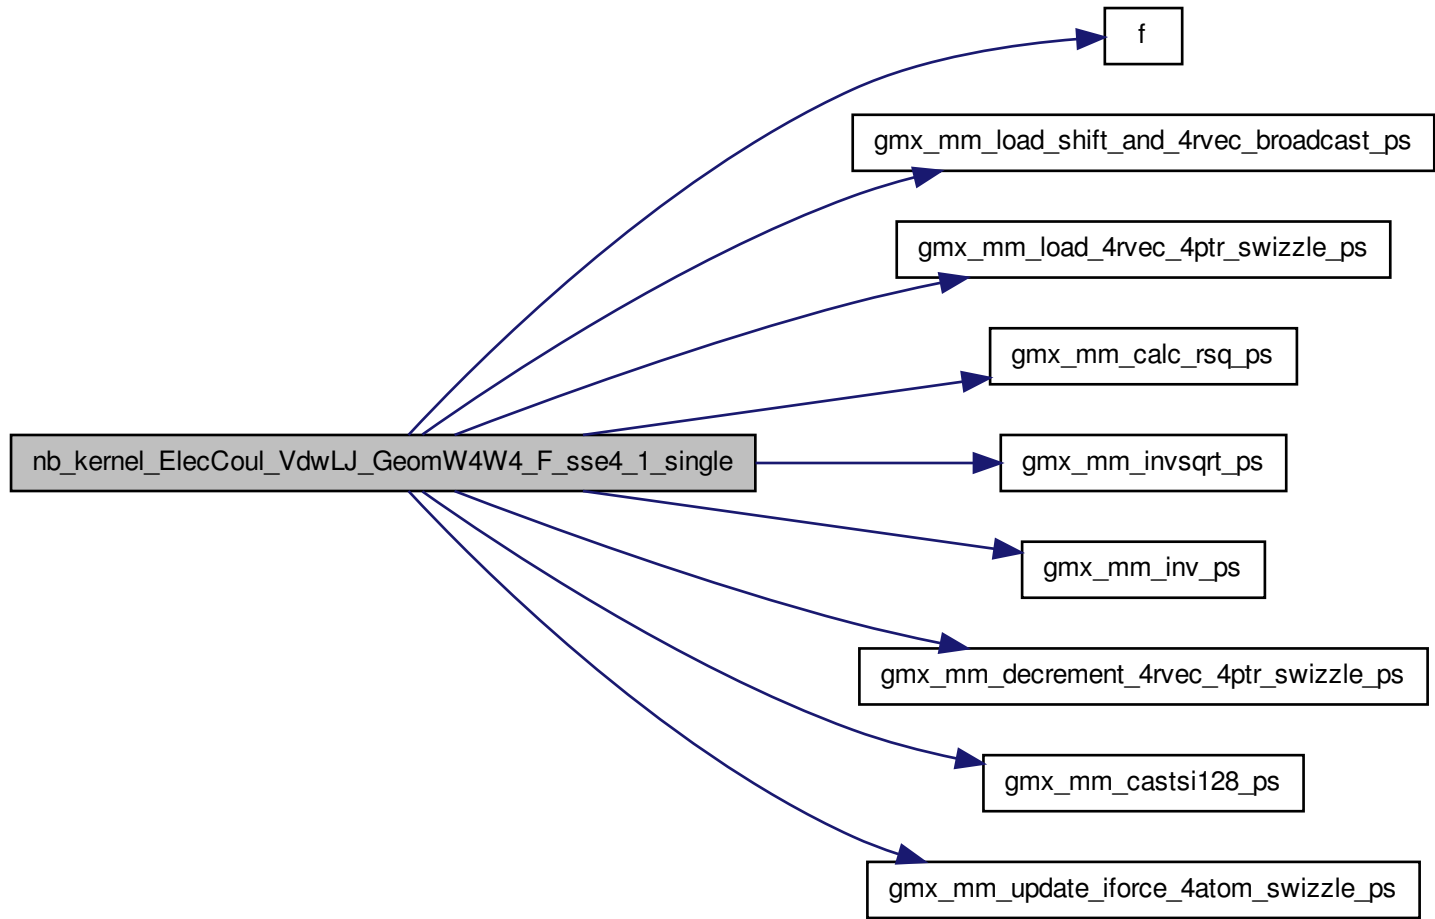 f
gmx_mm_load_shift_and_4rvec_broadcast_ps
gmx_mm_load_4rvec_4ptr_swizzle_ps
gmx_mm_calc_rsq_ps
nb_kernel_ElecCoul_VdwLJ_GeomW4W4_F_sse4_1_single
gmx_mm_invsqrt_ps
gmx_mm_inv_ps
gmx_mm_decrement_4rvec_4ptr_swizzle_ps
gmx_mm_castsi128_ps
gmx_mm_update_iforce_4atom_swizzle_ps